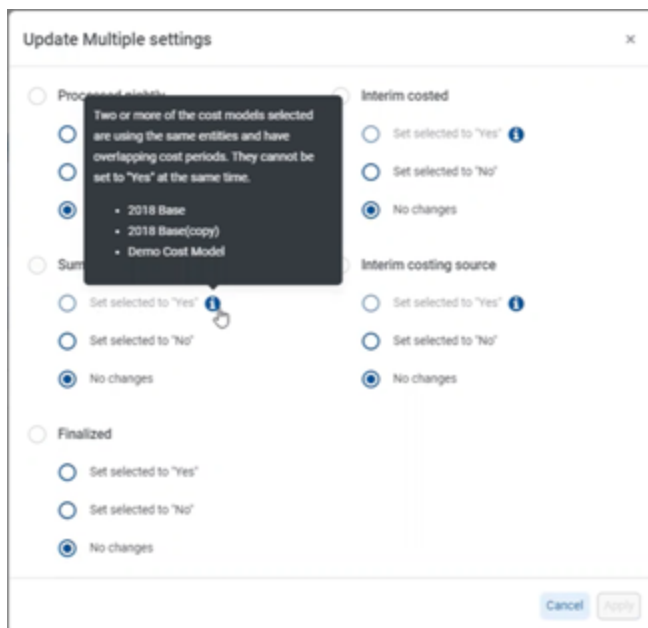 Update Multiple settings
×
Interim costed
Two or more of the cost models selected
are using the same entities and have
overlapping cost periods. They cannot be
set to "Yes" at the same time.
• 2018 Base
• 2018 Base(copy)
• Demo Cost Model
Set selected to "Yes"
Set selected to "No"
No changes
Interim costing source
Set selected to "Yes"
Set selected to "No"
No changes
Set selected to "Yes"
Set selected to "No"
No changes
Finalized
Set selected to "Yes"
Set selected to "No"
No changes
Cancel
Apply